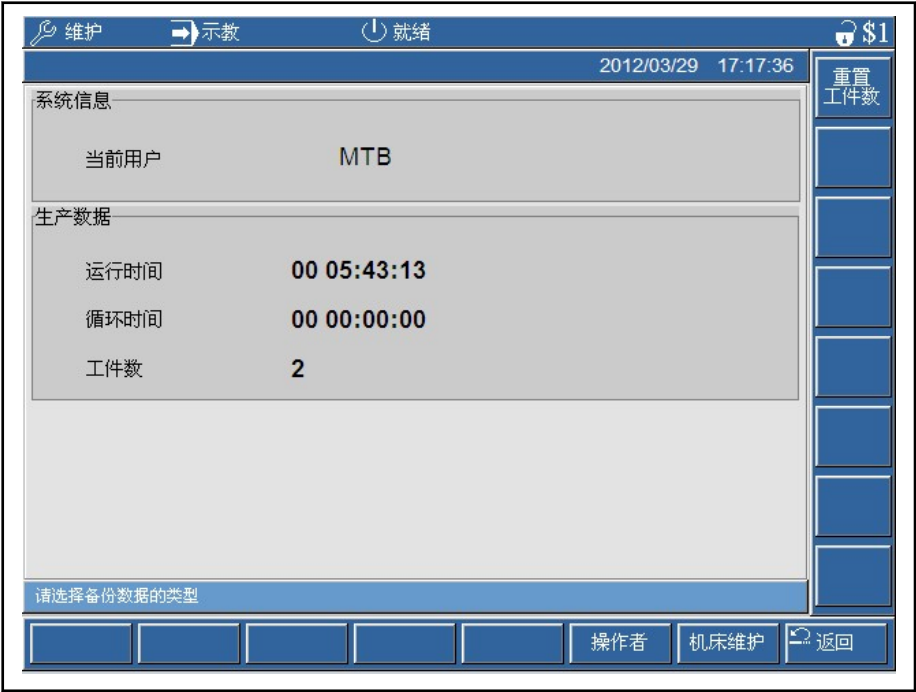 维护 示教 就绪 $1
2012/03/29 17:17:36
重置
工件数
系统信息
当前用户 MTB
生产数据
运行时间 00 05:43:13
循环时间 00 00:00:00
工件数 2
请选择备份数据的类型
操作者 机床维护 返回